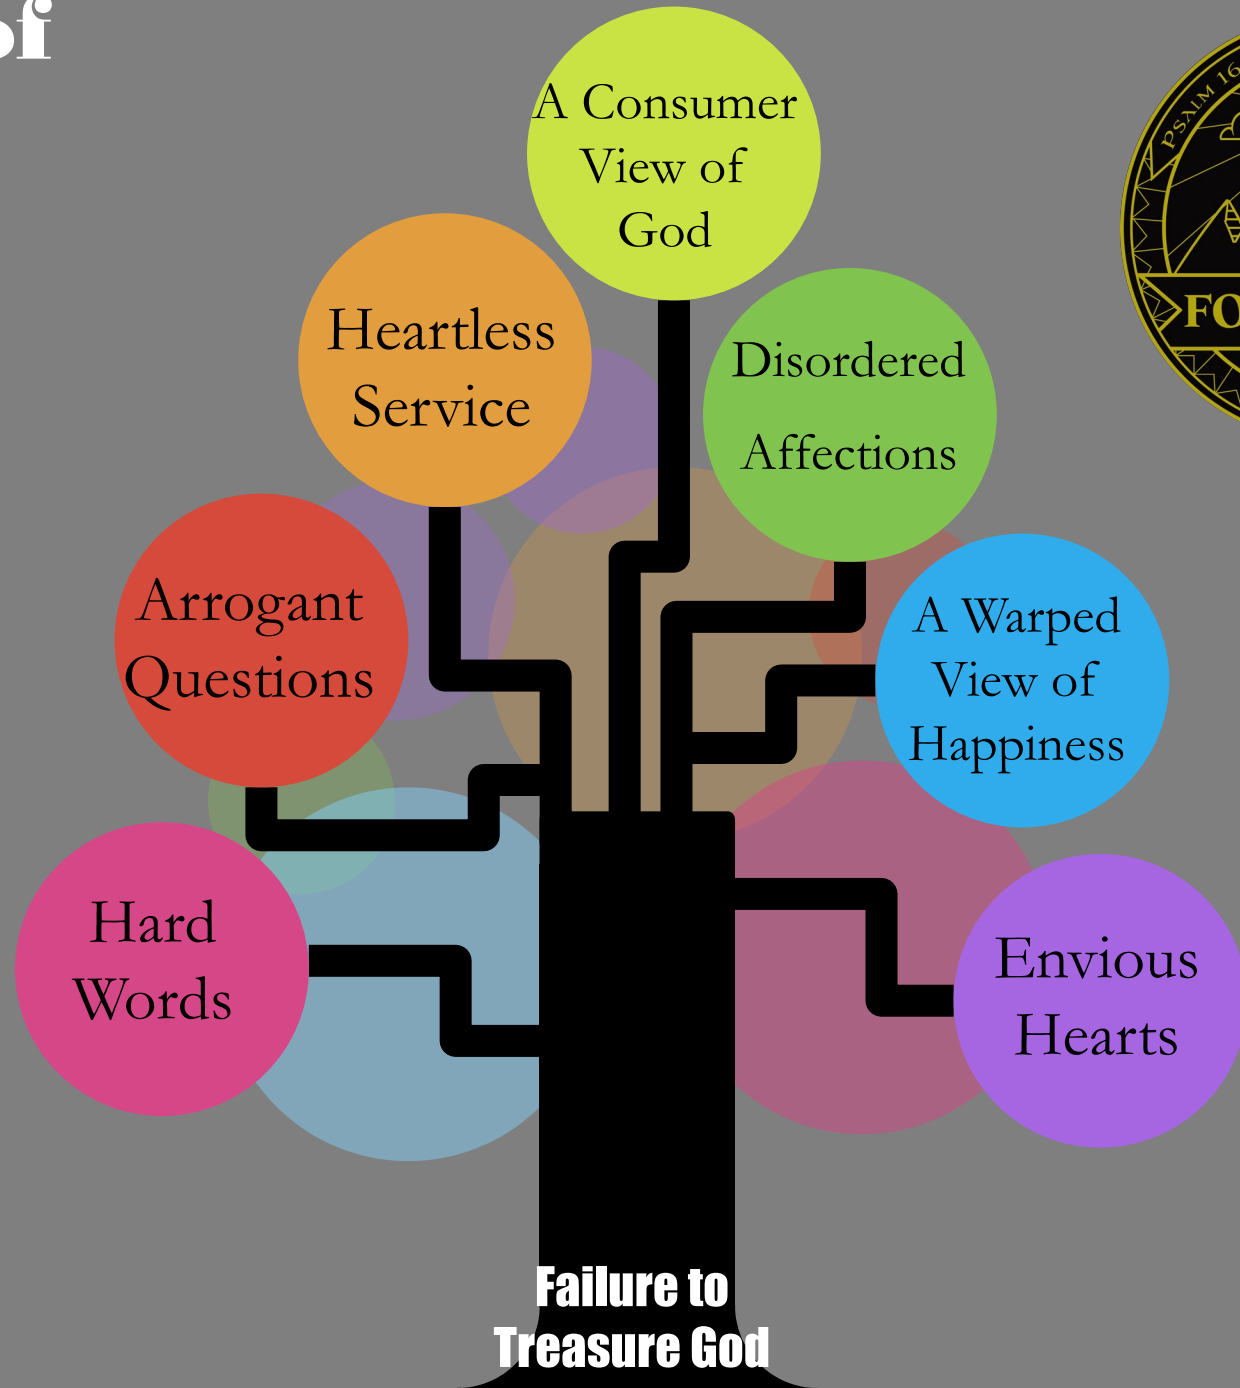 of
A Consumer
View of
God
PSALM 16
FO
Heartless
Service
Disordered
Affections
Arrogant
Questions
A Warped
View of
Happiness
Hard
Words
Envious
Hearts
Failure to
Treasure God